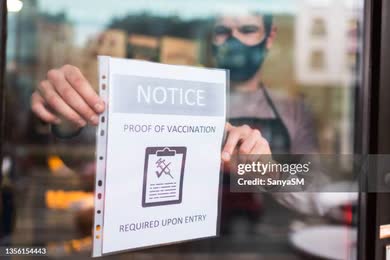 NOTICE
PROOF OF VACCINATION
REQUIRED UPON ENTRY
gettyimages
Credit: SanyaSM
1356154443